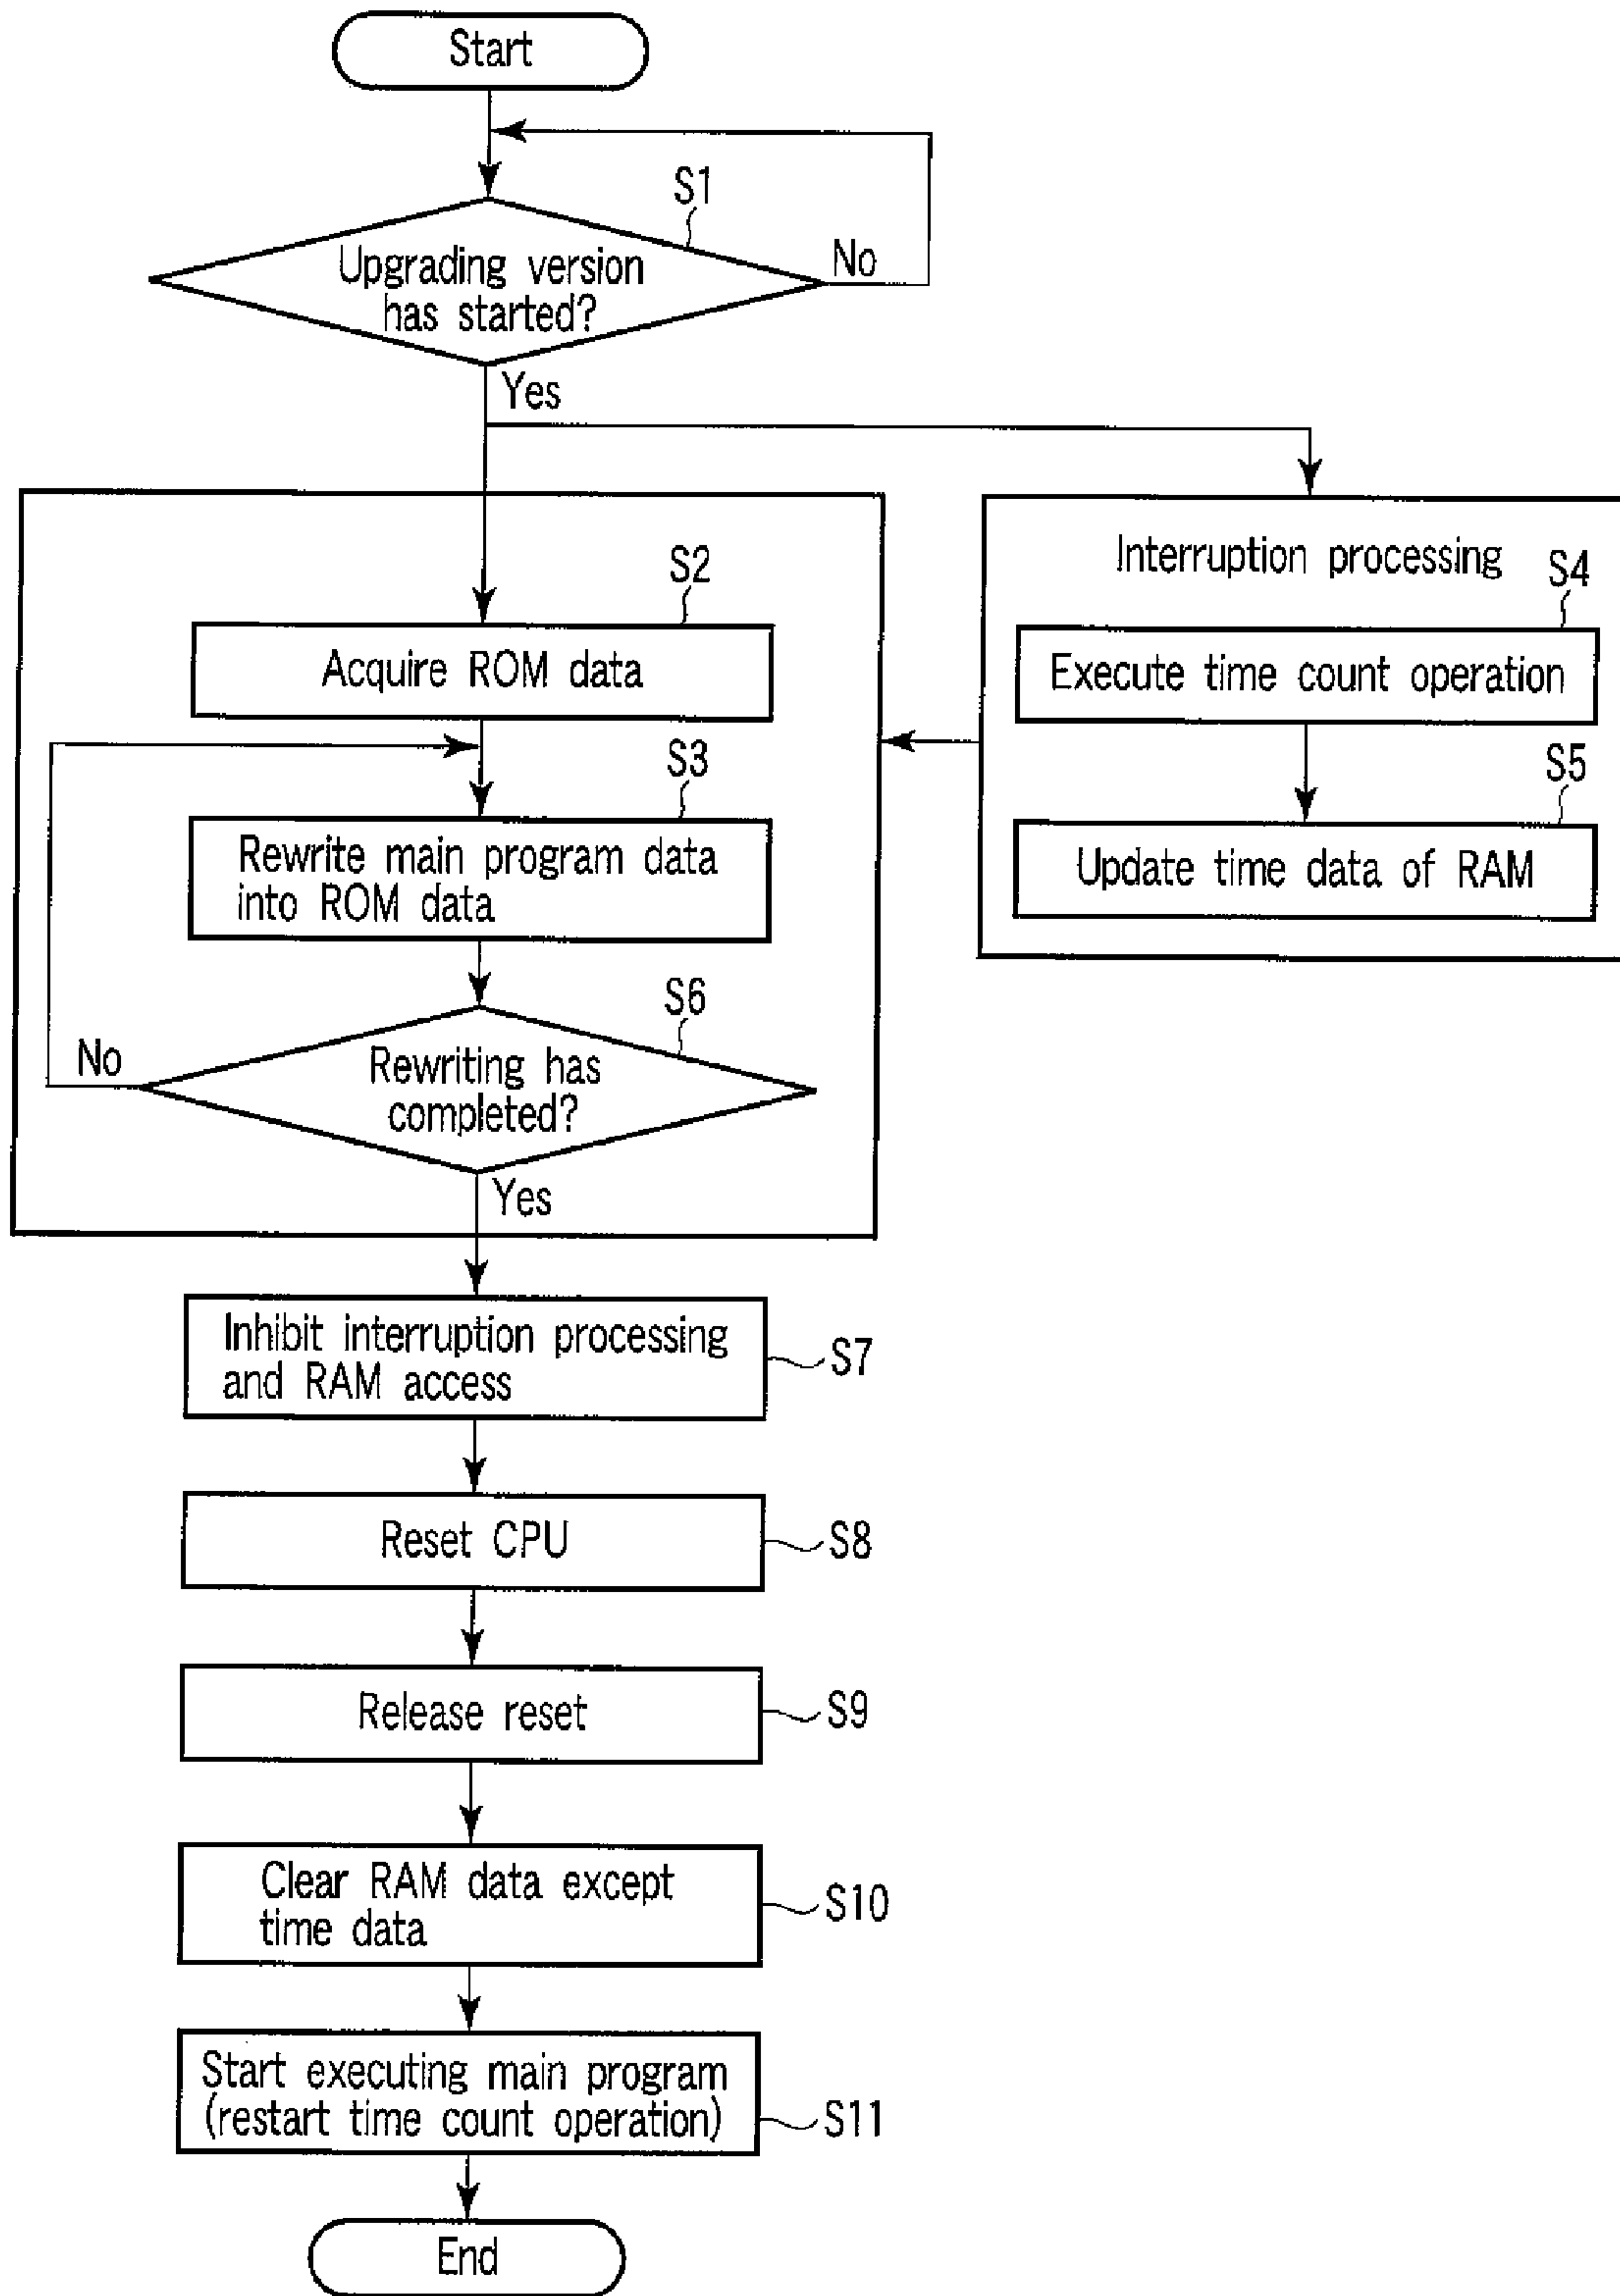 Start
S1
Upgrading version
has started?
No
Yes
S2
Acquire ROM data
S3
Rewrite main program data
into ROM data
S6
Rewriting has
completed?
No
Yes
Interruption processing
S4
Execute time count operation
S5
Update time data of RAM
Inhibit interruption processing
and RAM access
S7
Reset CPU
S8
Release reset
S9
Clear RAM data except
time data
S10
Start executing main program
(restart time count operation)
S11
End